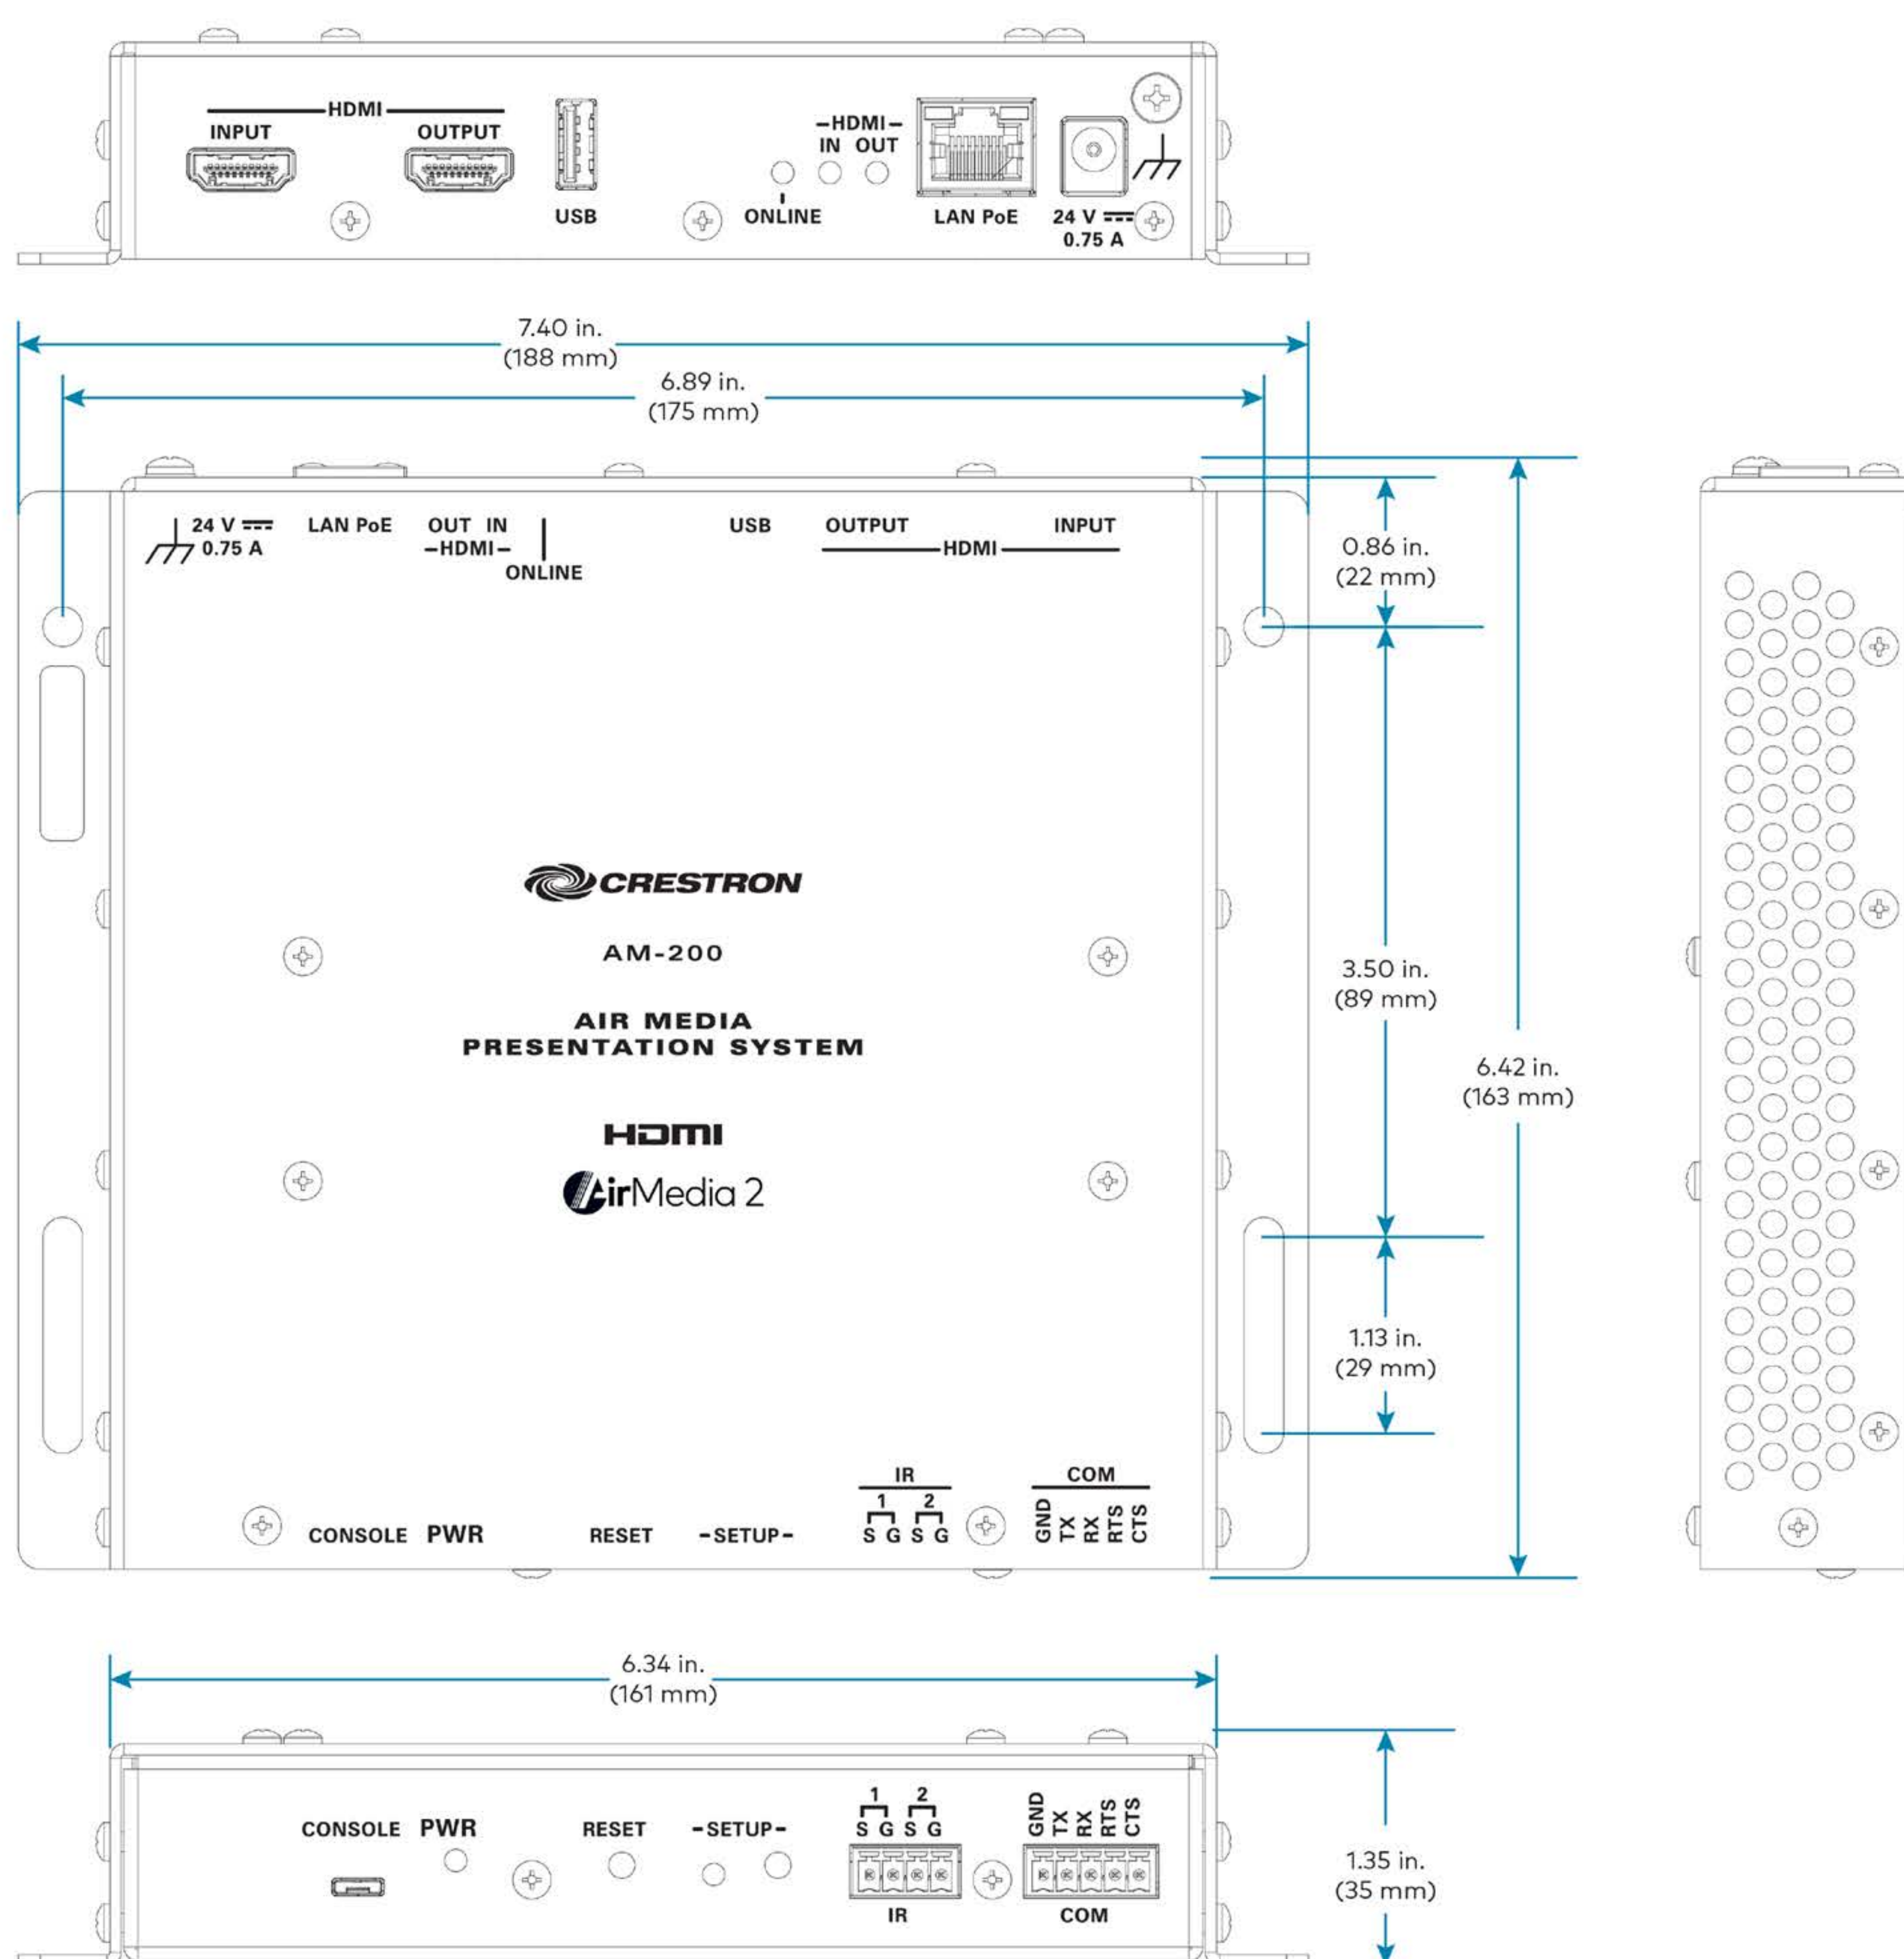 HDMI
INPUT OUTPUT
USB
-HDMI-
IN OUT
ONLINE
LAN PoE
24 V
0.75 A
7.40 in.
(188 mm)
6.89 in.
(175 mm)
24 V
0.75 A
LAN PoE
OUT IN
-HDMI-
ONLINE
USB
OUTPUT INPUT
HDMI
0.86 in.
(22 mm)
CRESTRON
AM-200
AIR MEDIA
PRESENTATION SYSTEM
HDMI
AirMedia 2
3.50 in.
(89 mm)
6.42 in.
(163 mm)
1.13 in.
(29 mm)
CONSOLE PWR
RESET
-SETUP-
IR
1 2
S G S G
COM
GND
TX
RX
RTS
CTS
6.34 in.
(161 mm)
CONSOLE PWR
RESET
-SETUP-
1 2
S G S G
IR
GND
TX
RX
RTS
CTS
COM
1.35 in.
(35 mm)